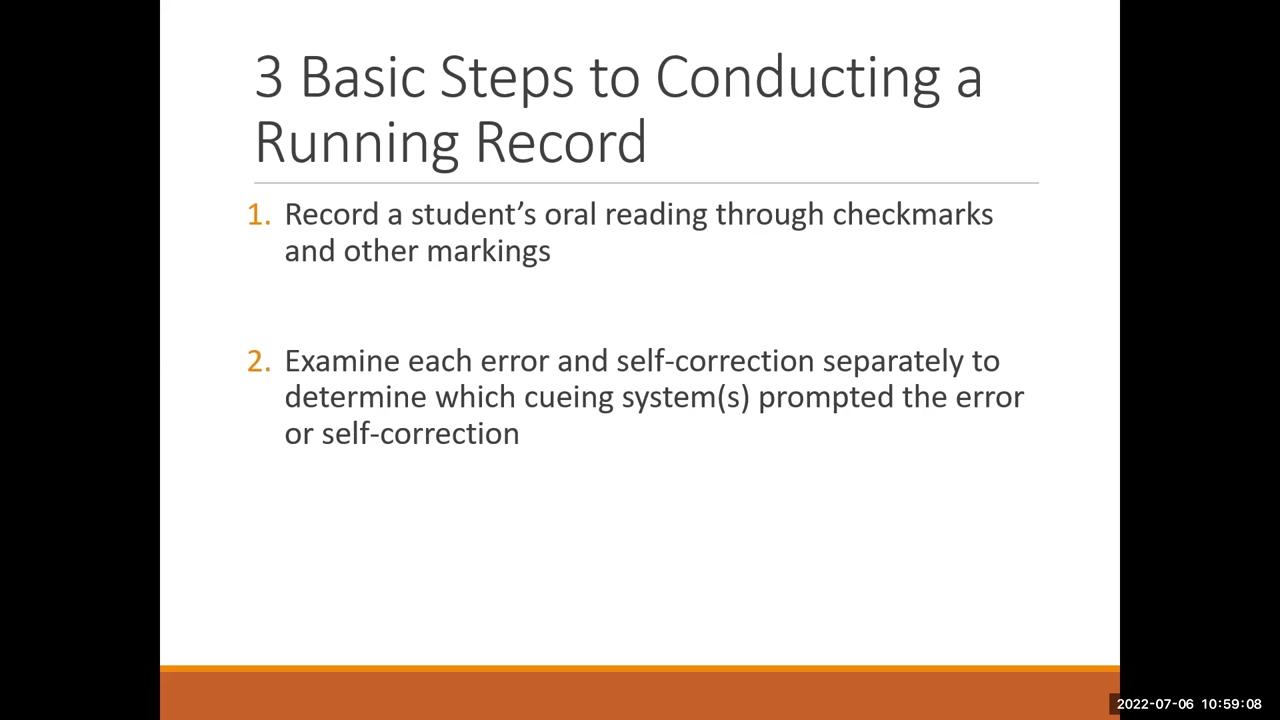 3 Basic Steps to Conducting a
Running Record
1. Record a student’s oral reading through checkmarks
and other markings
2. Examine each error and self-correction separately to
determine which cueing system(s) prompted the error
or self-correction
2022-07-06 10:59:08